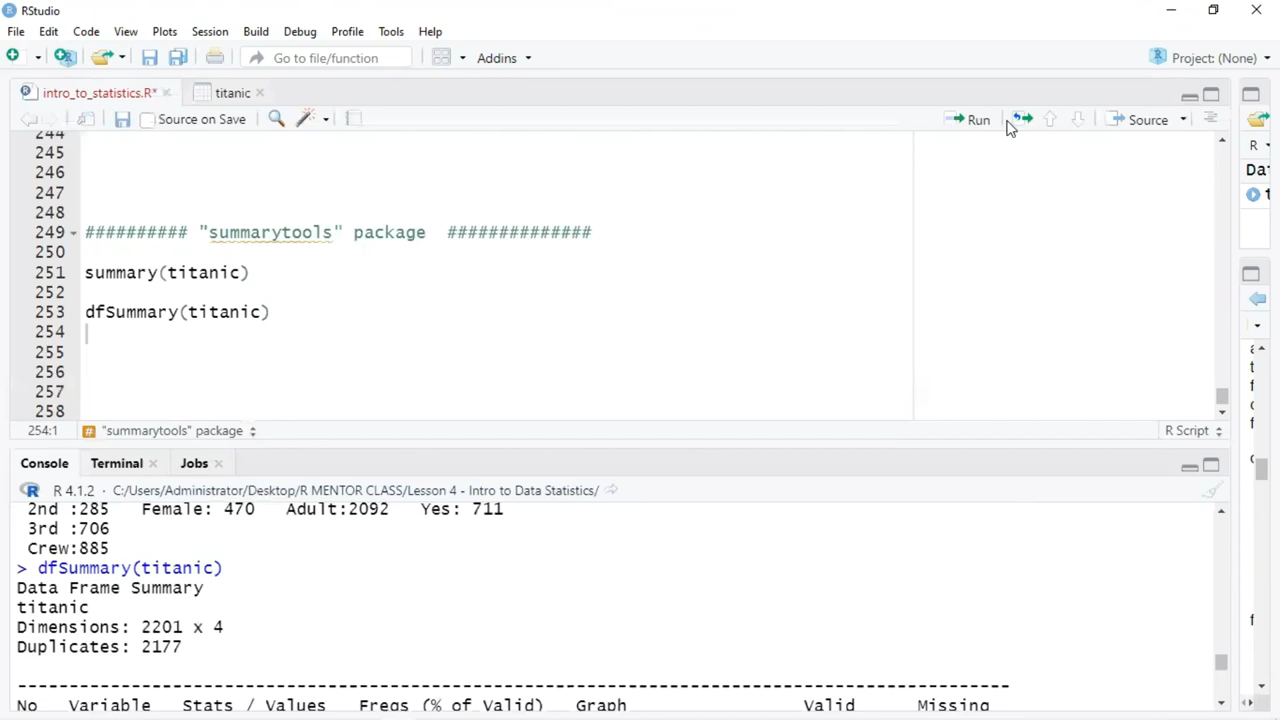 RStudio
File Edit Code View Plots Session Build Debug Profile Tools Help
Go to file/function Addins Project: (None)
intro_to_statistics.R* titanic
Source on Save Run Source
244
245
246
247
248
249 ########## "summarytools" package ##############
250
251 summary(titanic)
252
253 dfSummary(titanic)
254
255
256
257
258
254:1 "summarytools" package R Script
Console Terminal Jobs
R 4.1.2 · C:/Users/Administrator/Desktop/R MENTOR CLASS/Lesson 4 - Intro to Data Statistics/
2nd :285 Female: 470 Adult:2092 Yes: 711
3rd :706
Crew:885
> dfSummary(titanic)
Data Frame Summary
titanic
Dimensions: 2201 x 4
Duplicates: 2177
No Variable Stats / Values Freqs (% of Valid) Graph Valid Missing
R